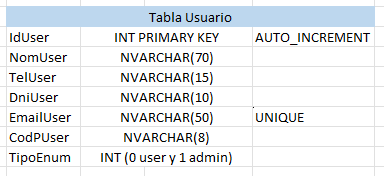 Tabla Usuario
IdUser INT PRIMARY KEY AUTO_INCREMENT
NomUser NVARCHAR(70)
TelUser NVARCHAR(15)
DniUser NVARCHAR(10)
EmailUser NVARCHAR(50) UNIQUE
CodPUser NVARCHAR(8)
TipoEnum INT (0 user y 1 admin)